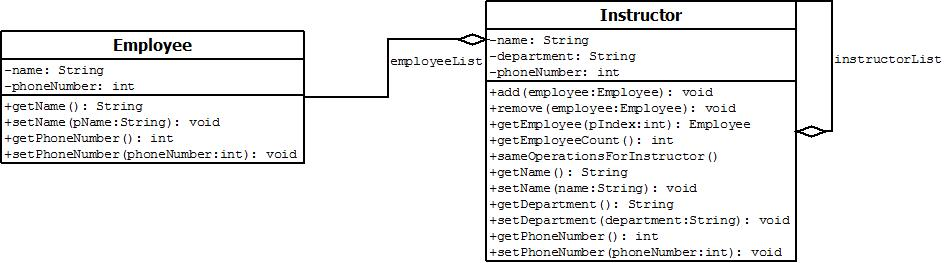 Employee
-name: String
-phoneNumber: int
+getName(): String
+setName(pName:String): void
+getPhoneNumber(): int
+setPhoneNumber(phoneNumber:int): void
employeeList
Instructor
-name: String
-department: String
-phoneNumber: int
+add(employee:Employee): void
+remove(employee:Employee): void
+getEmployee(pIndex:int): Employee
+getEmployeeCount(): int
+sameOperationsForInstructor()
+getName(): String
+setName(name:String): void
+getDepartment(): String
+setDepartment(department:String): void
+getPhoneNumber(): int
+setPhoneNumber(phoneNumber:int): void
instructorList